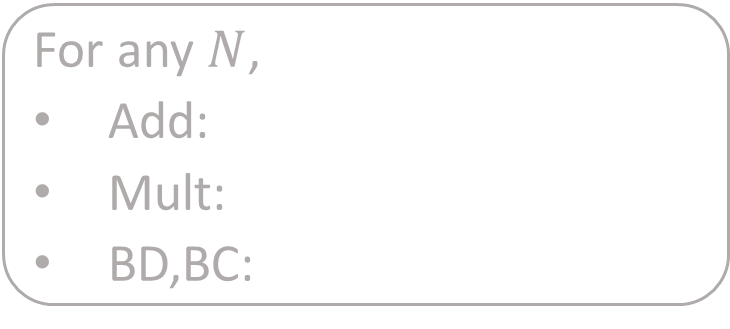 For any N,
• Add:
• Mult:
• BD,BC: